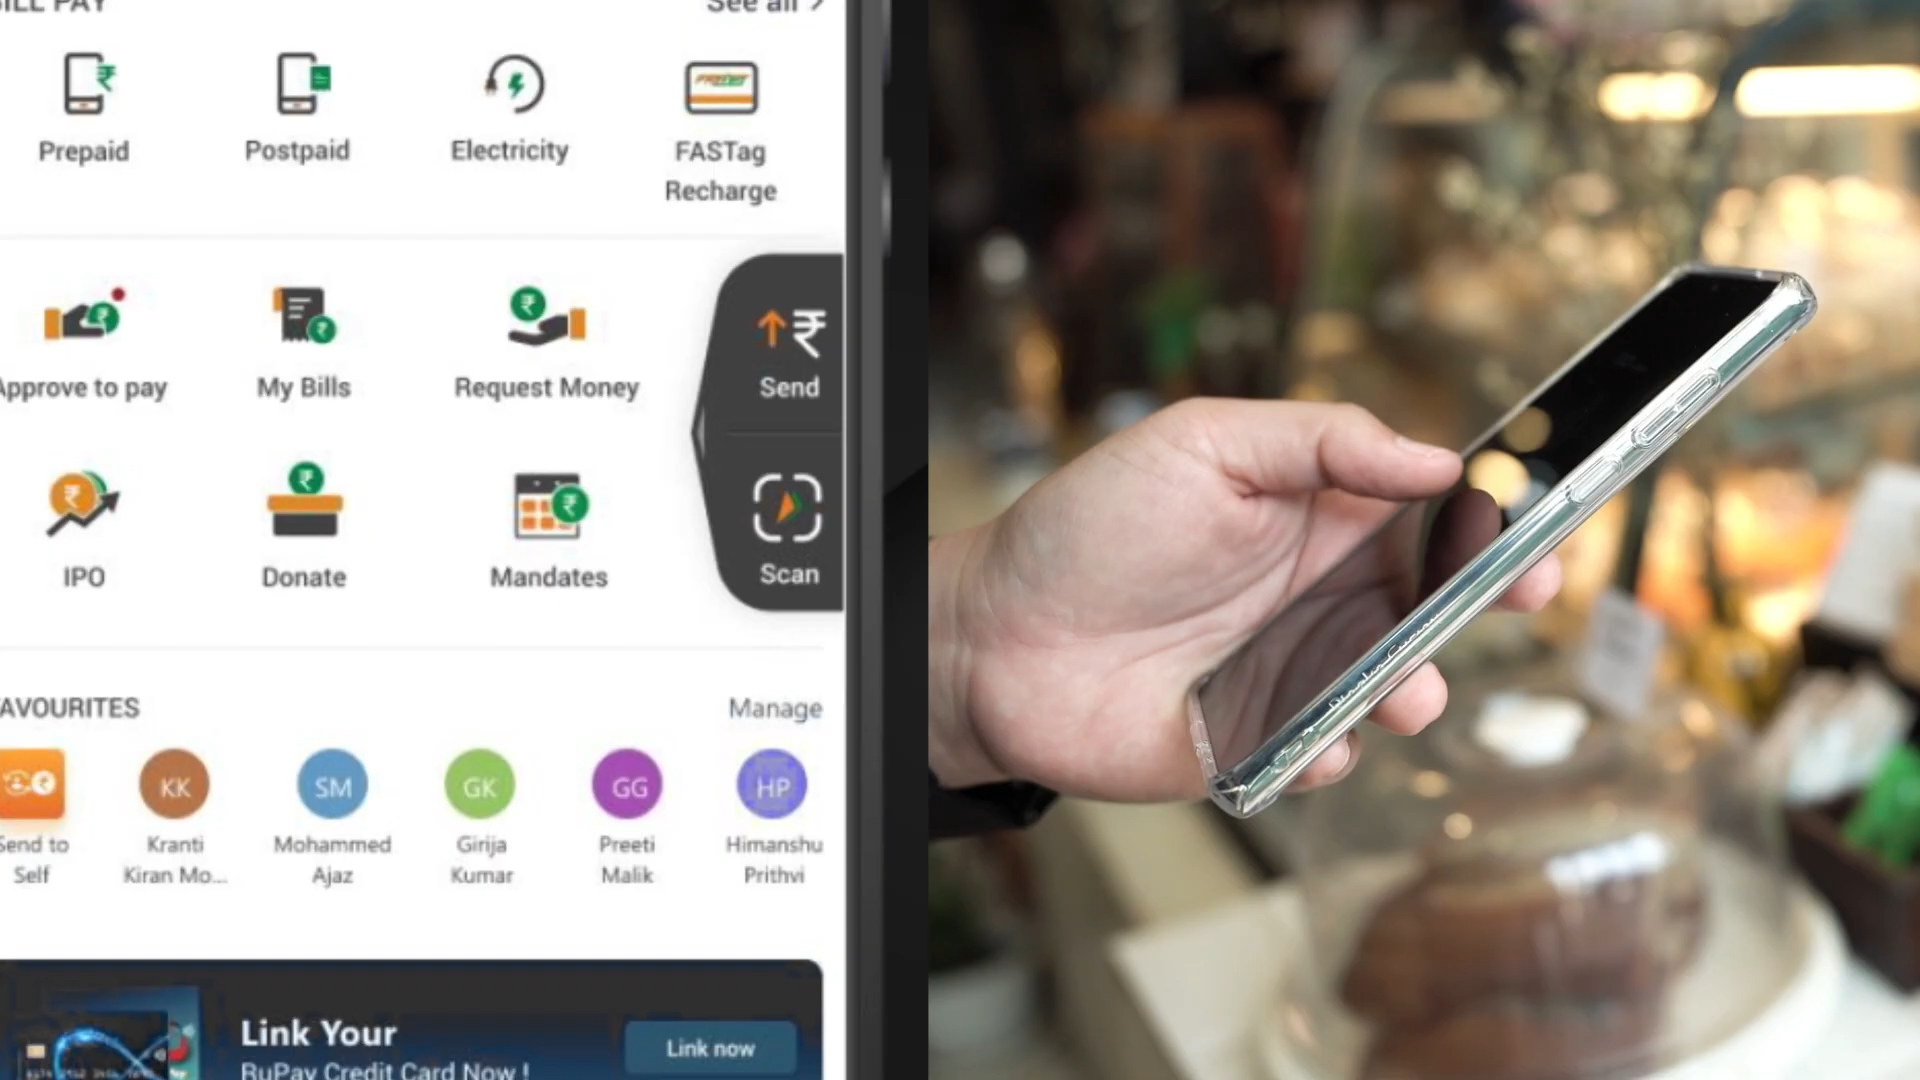 BILL PAY See all >
Prepaid Postpaid Electricity FASTag
Recharge
Approve to pay My Bills Request Money
Send
IPO Donate Mandates
Scan
FAVOURITES Manage
KK SM GK GG HP
Send to Kranti Mohammed Girija Preeti Himanshu
Self Kiran Mo... Ajaz Kumar Malik Prithvi
Link Your
RuPay Credit Card Now !
Link now